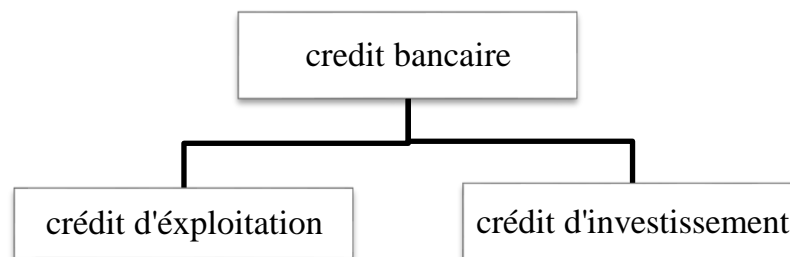 credit bancaire
crédit d'éxploitation
crédit d'investissement